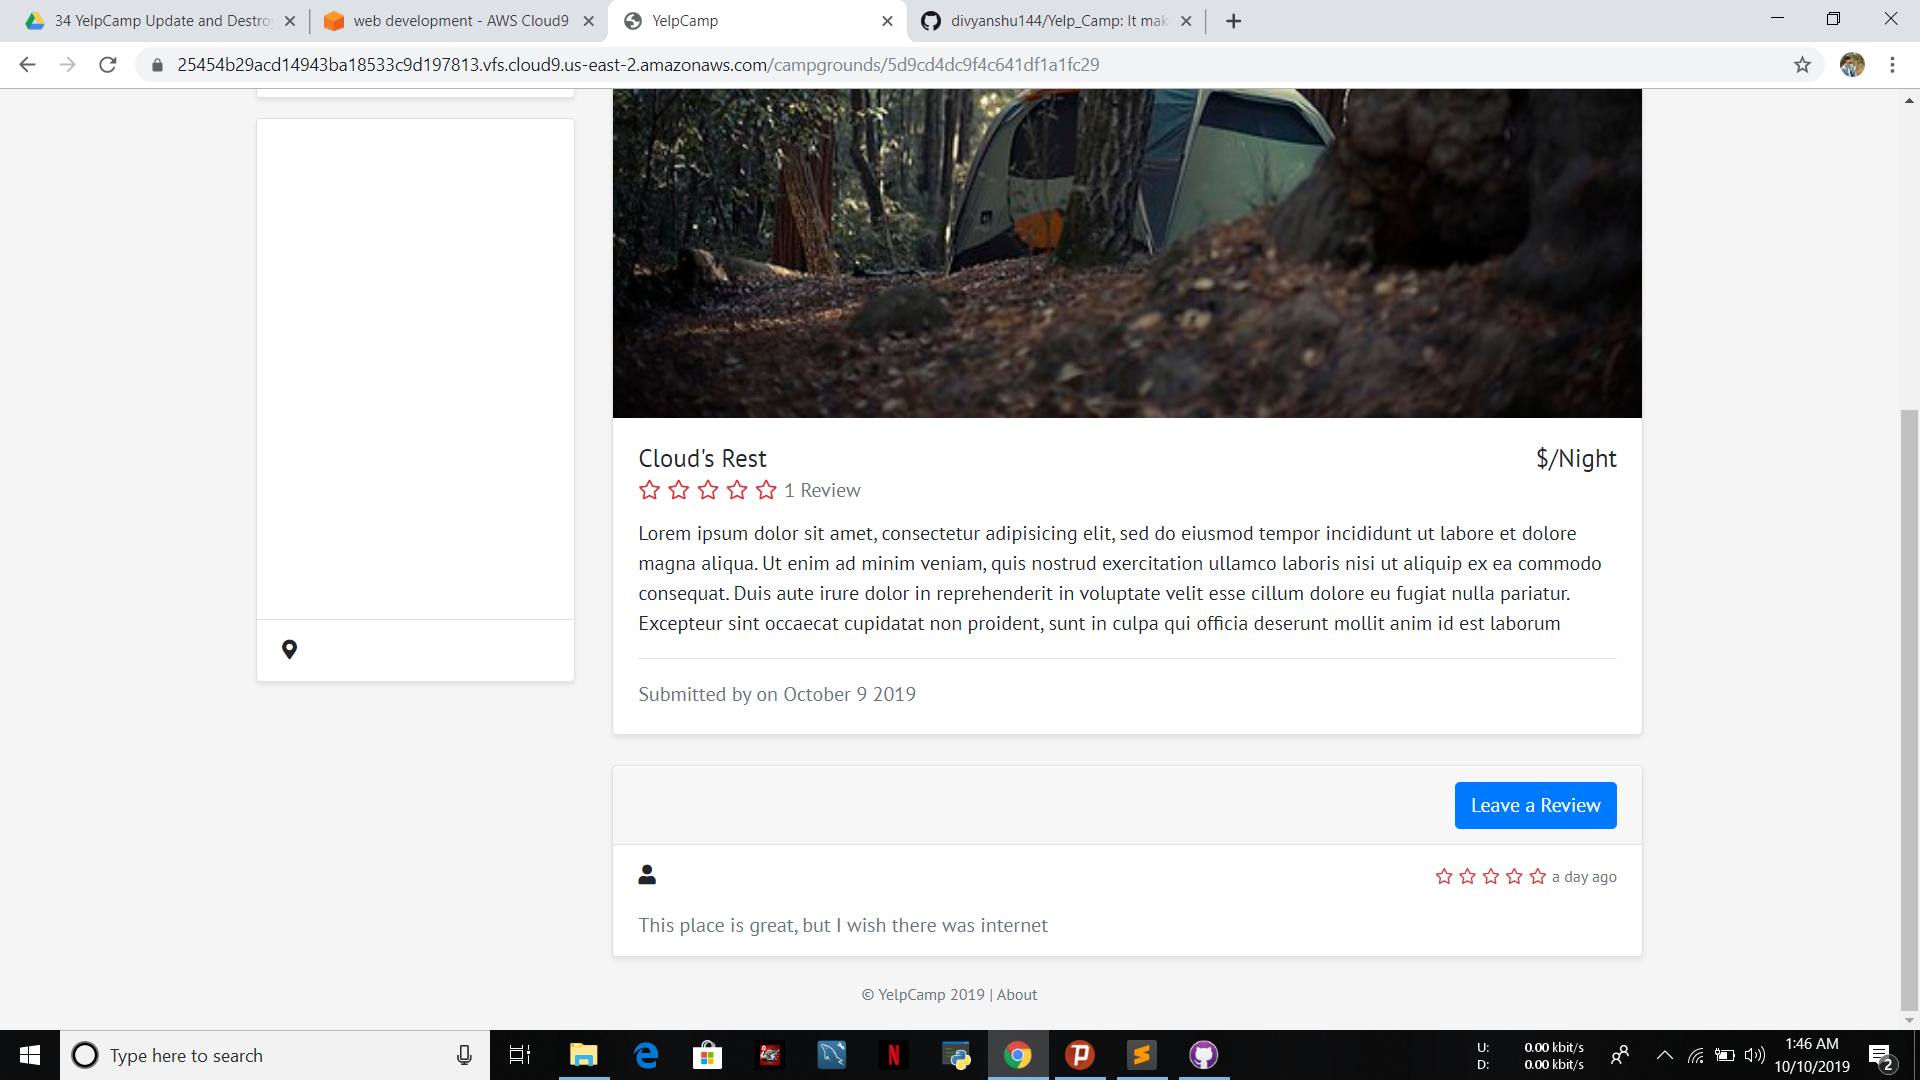 34 YelpCamp Update and Destro
web development - AWS Cloud9
YelpCamp
divyanshu144/Yelp_Camp: It mak
25454b29acd14943ba18533c9d197813.vfs.cloud9.us-east-2.amazonaws.com/campgrounds/5d9cd4dc9f4c641df1a1fc29
Cloud's Rest
$/Night
1 Review
Lorem ipsum dolor sit amet, consectetur adipisicing elit, sed do eiusmod tempor incididunt ut labore et dolore
magna aliqua. Ut enim ad minim veniam, quis nostrud exercitation ullamco laboris nisi ut aliquip ex ea commodo
consequat. Duis aute irure dolor in reprehenderit in voluptate velit esse cillum dolore eu fugiat nulla pariatur.
Excepteur sint occaecat cupidatat non proident, sunt in culpa qui officia deserunt mollit anim id est laborum
Submitted by on October 9 2019
Leave a Review
a day ago
This place is great, but I wish there was internet
© YelpCamp 2019 | About
Type here to search
U: 0.00 kbit/s
D: 0.00 kbit/s
1:46 AM
10/10/2019
2